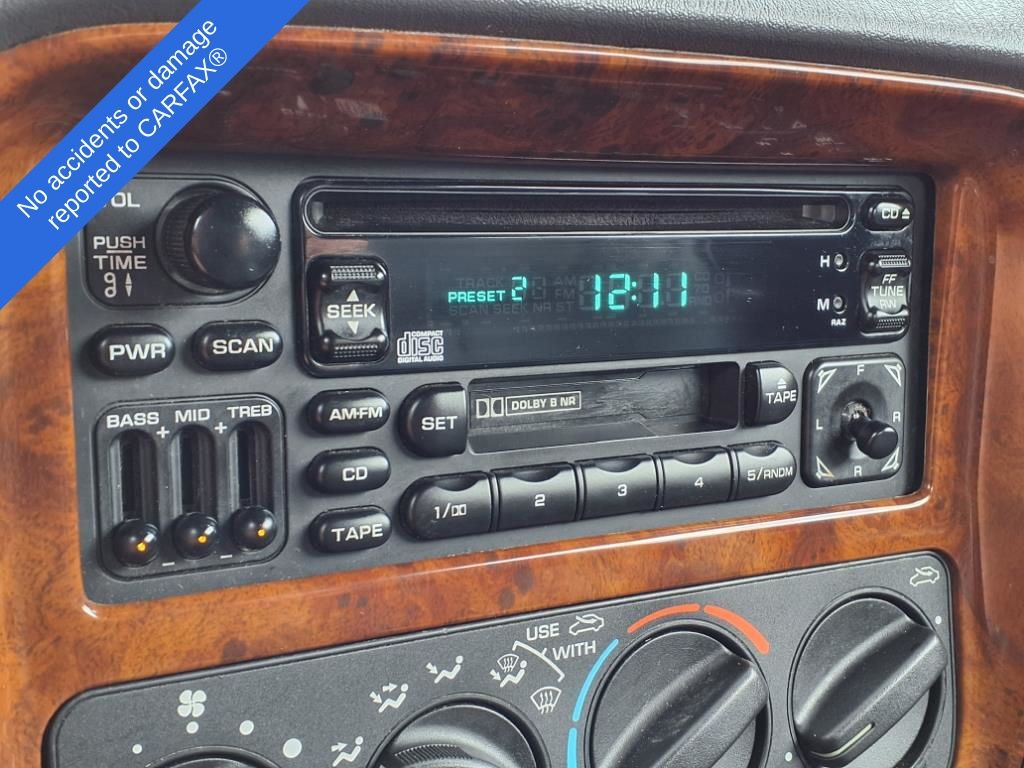 No accidents or damage
reported to CARFAX®
PUSH
TIME
PWR
SCAN
BASS MID TREB
+ +
- -
SEEK
COMPACT
disc
DIGITAL AUDIO
PRESET 2
12:11
CD
H
M
RAZ
FF
TUNE
AM•FM
SET
DOLBY B NR
TAPE
CD
TAPE
1/
2
3
4
5/RNDM
F
L R
R
USE
WITH